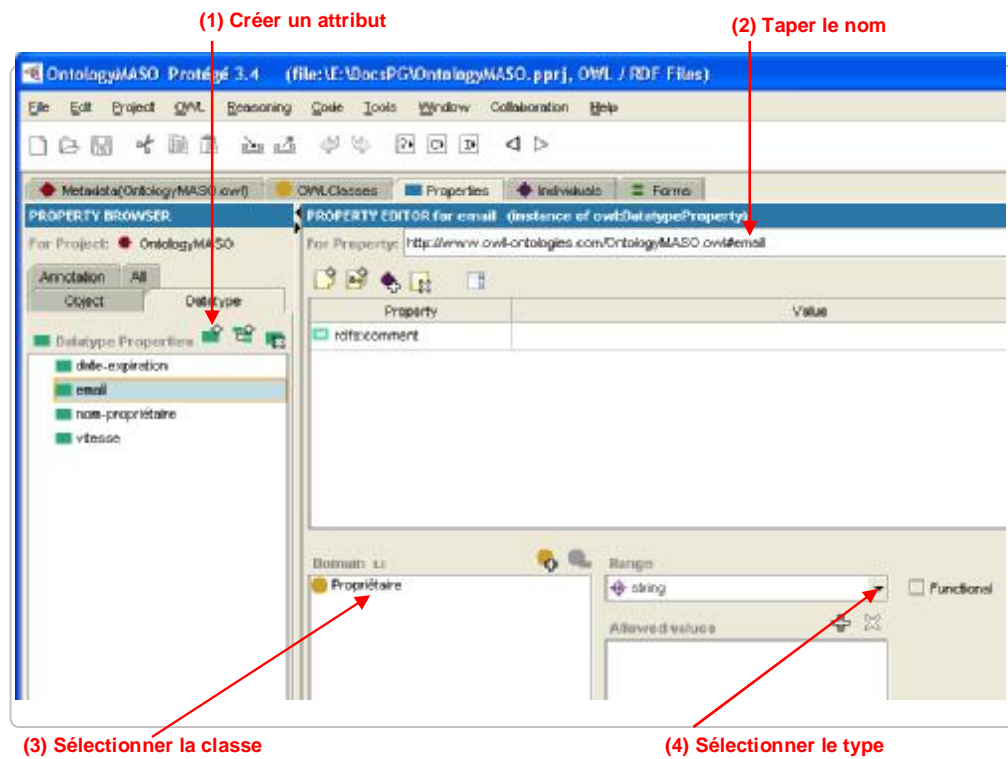 (1) Créer un attribut
(2) Taper le nom
OntologyMASO Protégé 3.4 (file:\E:\DocsPG\OntologyMASO.pprj, OWL / RDF Files)
File Edit Project OWL Reasoning Code Tools Window Collaboration Help
Metadata(OntologyMASO.owl) OWLClasses Properties Individuals Forms
PROPERTY BROWSER
PROPERTY EDITOR for email (instance of owl:DatatypeProperty)
For Project: OntologyMASO
For Property: http://www.owl-ontologies.com/OntologyMASO.owl#email
Annotation All
Object Datatype
Property Value
Datatype Properties
rdfs:comment
date-expiration
email
nom-propriétaire
vitesse
Domain
Range
Propriétaire
string
Functional
Allowed values
(3) Sélectionner la classe
(4) Sélectionner le type